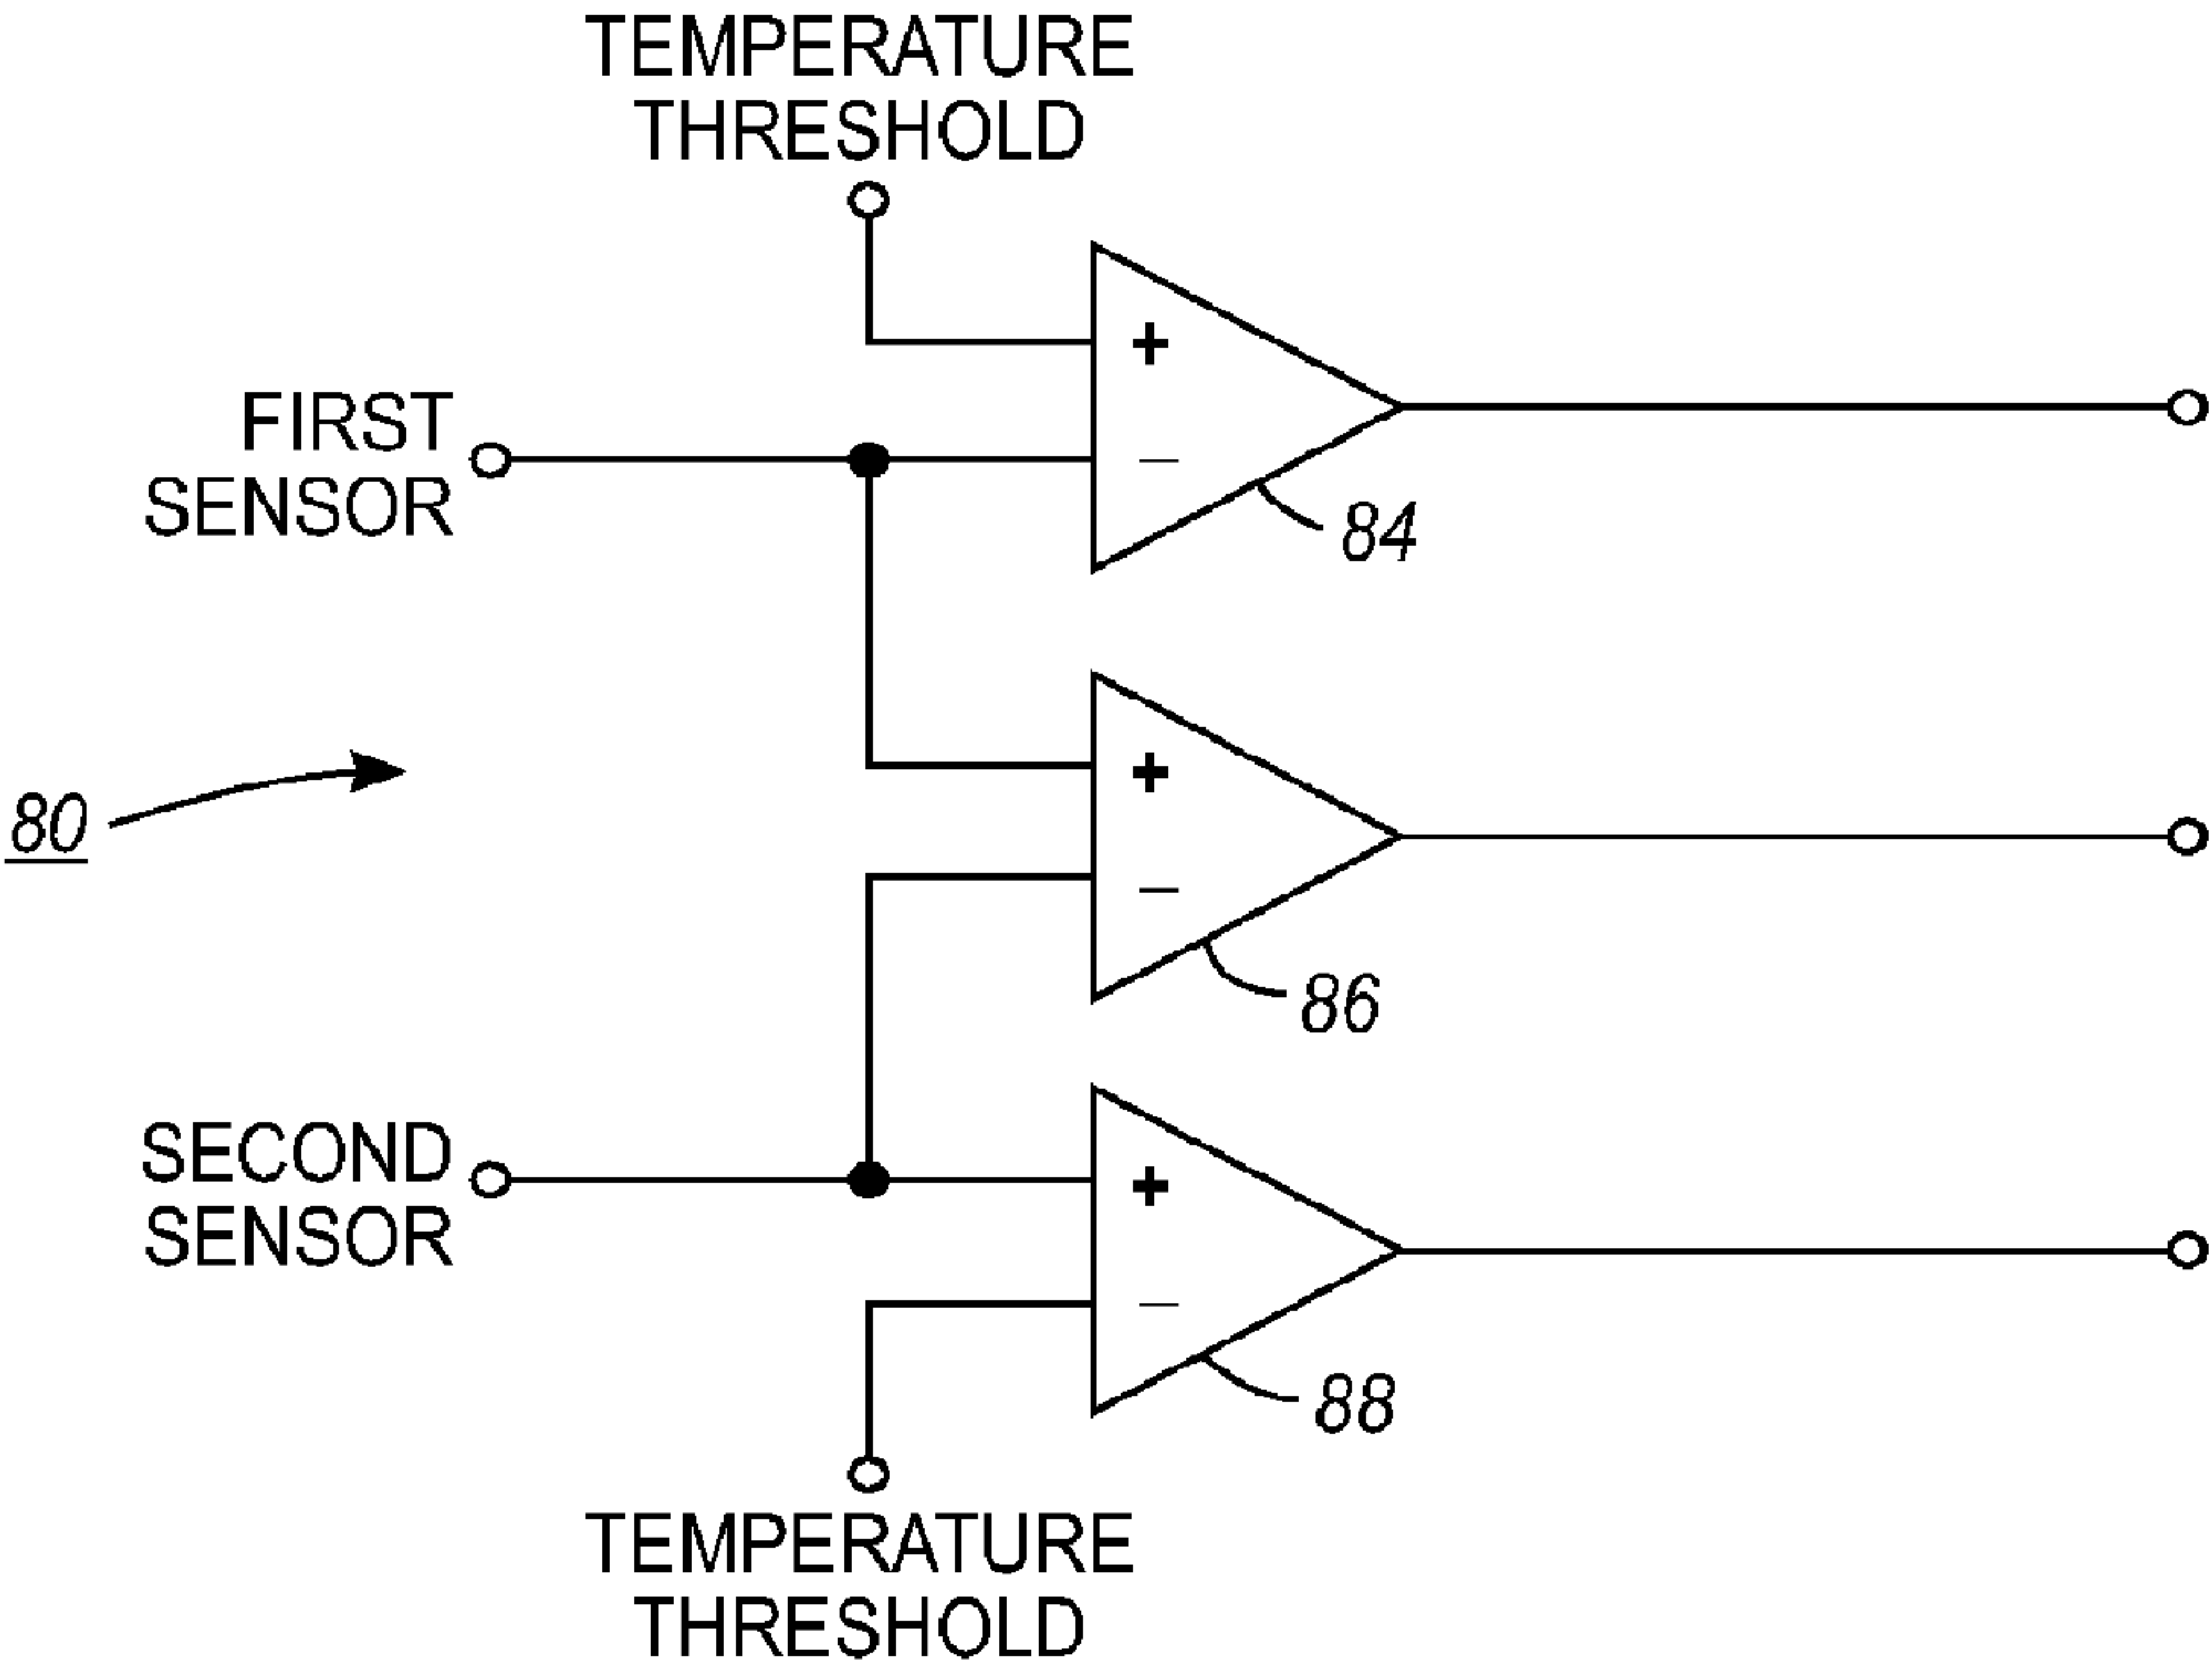 TEMPERATURE
THRESHOLD
+
FIRST
SENSOR
−
84
+
80
−
86
SECOND
SENSOR
+
−
88
TEMPERATURE
THRESHOLD